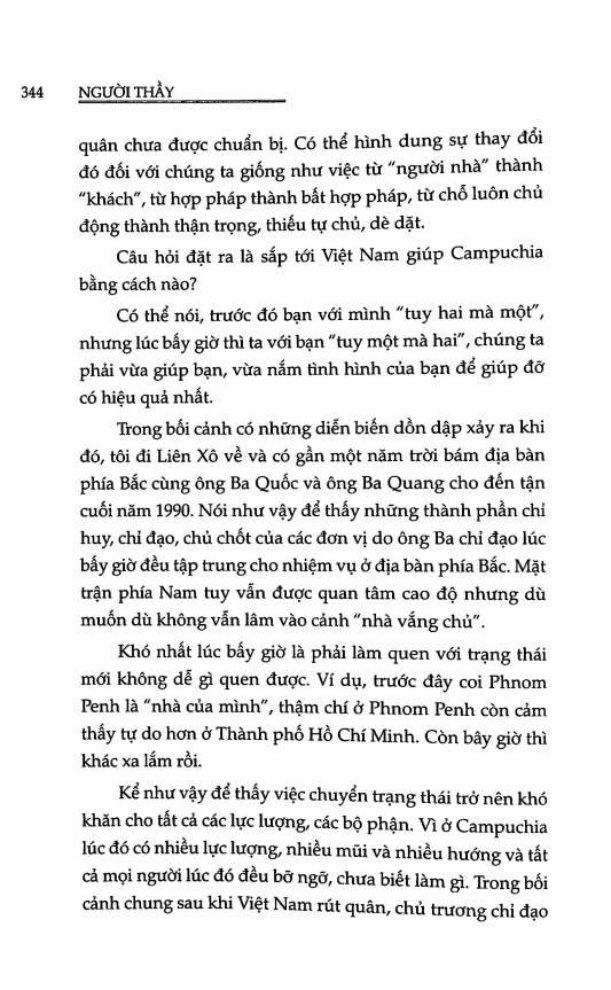 344 NGƯỜI THẦY
quân chưa được chuẩn bị. Có thể hình dung sự thay đổi
đó đối với chúng ta giống như việc từ "người nhà" thành
"khách", từ hợp pháp thành bất hợp pháp, từ chỗ luôn chủ
động thành thận trọng, thiếu tự chủ, dè dặt.
Câu hỏi đặt ra là sắp tới Việt Nam giúp Campuchia
bằng cách nào?
Có thể nói, trước đó bạn với mình "tuy hai mà một",
nhưng lúc bấy giờ thì ta với bạn "tuy một mà hai", chúng ta
phải vừa giúp bạn, vừa nắm tình hình của bạn để giúp đỡ
có hiệu quả nhất.
Trong bối cảnh có những diễn biến dồn dập xảy ra khi
đó, tôi đi Liên Xô về và có gần một năm trời bám địa bàn
phía Bắc cùng ông Ba Quốc và ông Ba Quang cho đến tận
cuối năm 1990. Nói như vậy để thấy những thành phần chỉ
huy, chỉ đạo, chủ chốt của các đơn vị do ông Ba chỉ đạo lúc
bấy giờ đều tập trung cho nhiệm vụ ở địa bàn phía Bắc. Mặt
trận phía Nam tuy vẫn được quan tâm cao độ nhưng dù
muốn dù không vẫn lâm vào cảnh "nhà vắng chủ".
Khó nhất lúc bấy giờ là phải làm quen với trạng thái
mới không dễ gì quen được. Ví dụ, trước đây coi Phnom
Penh là "nhà của mình", thậm chí ở Phnom Penh còn cảm
thấy tự do hơn ở Thành phố Hồ Chí Minh. Còn bây giờ thì
khác xa lắm rồi.
Kể như vậy để thấy việc chuyển trạng thái trở nên khó
khăn cho tất cả các lực lượng, các bộ phận. Vì ở Campuchia
lúc đó có nhiều lực lượng, nhiều mũi và nhiều hướng và tất
cả mọi người lúc đó đều bỡ ngỡ, chưa biết làm gì. Trong bối
cảnh chung sau khi Việt Nam rút quân, chủ trương chỉ đạo